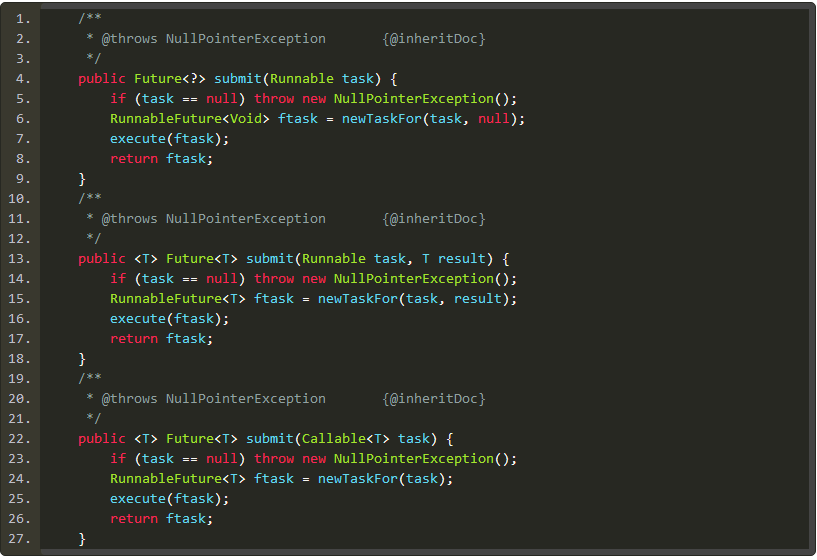 1.     /**
2.      * @throws NullPointerException       {@inheritDoc}
3.      */
4.     public Future<?> submit(Runnable task) {
5.         if (task == null) throw new NullPointerException();
6.         RunnableFuture<Void> ftask = newTaskFor(task, null);
7.         execute(ftask);
8.         return ftask;
9.     }
10.     /**
11.      * @throws NullPointerException       {@inheritDoc}
12.      */
13.     public <T> Future<T> submit(Runnable task, T result) {
14.         if (task == null) throw new NullPointerException();
15.         RunnableFuture<T> ftask = newTaskFor(task, result);
16.         execute(ftask);
17.         return ftask;
18.     }
19.     /**
20.      * @throws NullPointerException       {@inheritDoc}
21.      */
22.     public <T> Future<T> submit(Callable<T> task) {
23.         if (task == null) throw new NullPointerException();
24.         RunnableFuture<T> ftask = newTaskFor(task);
25.         execute(ftask);
26.         return ftask;
27.     }